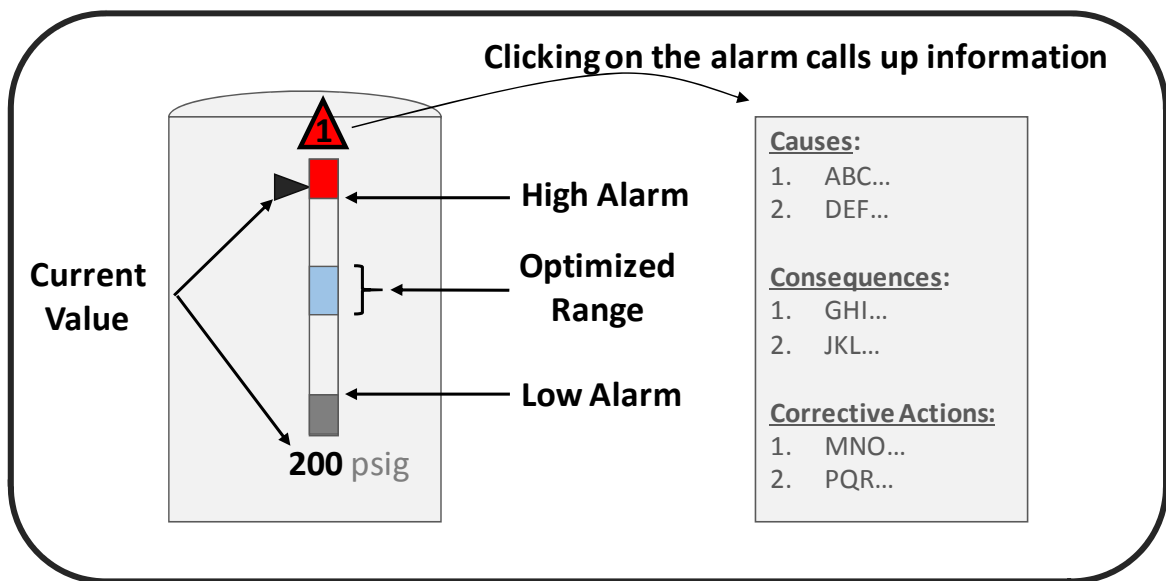 Clicking on the alarm calls up information
1
High Alarm
Optimized
Range
Low Alarm
Current
Value
200 psig
Causes:
1. ABC...
2. DEF...
Consequences:
1. GHI...
2. JKL...
Corrective Actions:
1. MNO...
2. PQR...